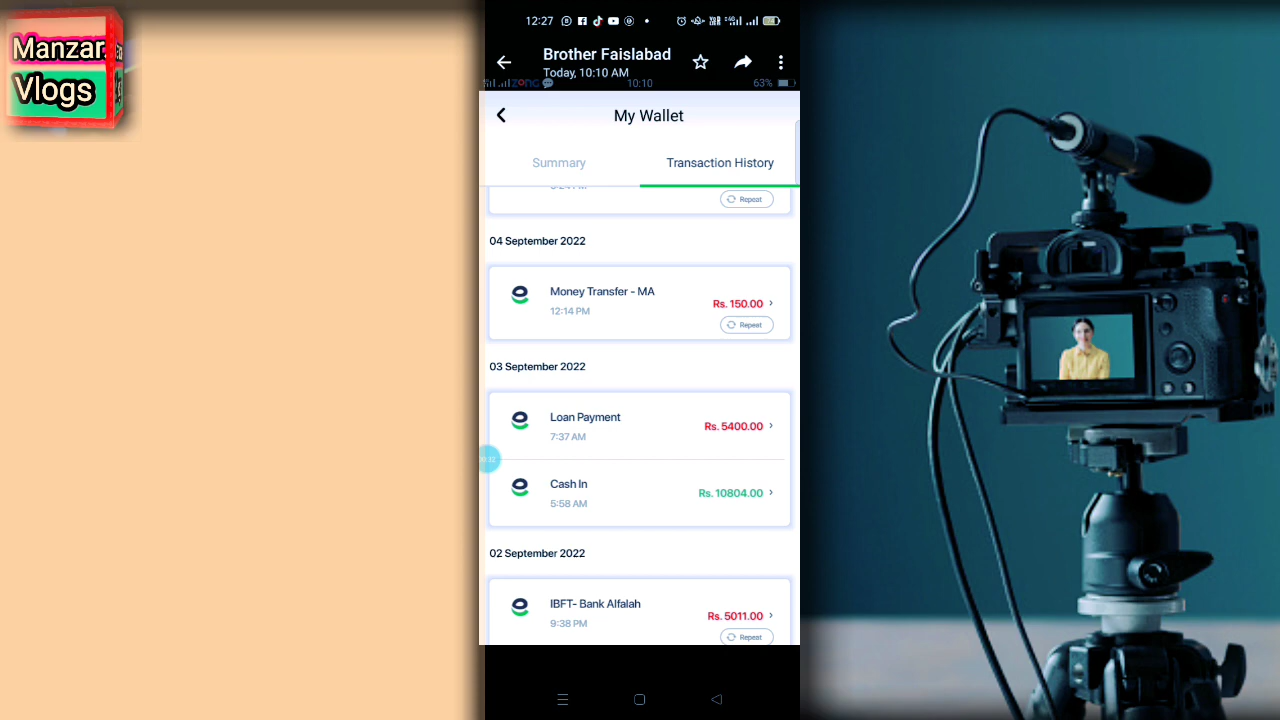 Manzar
Vlogs
12:27
Brother Faislabad
Today, 10:10 AM
ZONG
10:10
63%
My Wallet
Summary
Transaction History
Repeat
04 September 2022
Money Transfer - MA
12:14 PM
Rs. 150.00
Repeat
03 September 2022
Loan Payment
7:37 AM
Rs. 5400.00
Cash In
5:58 AM
Rs. 10804.00
02 September 2022
IBFT- Bank Alfalah
9:38 PM
Rs. 5011.00
Repeat